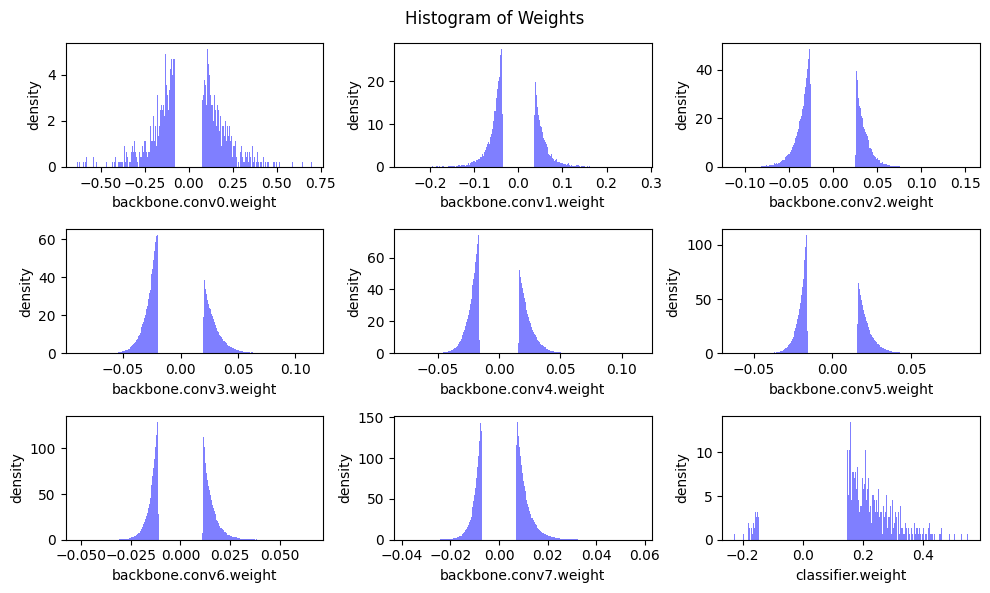 Histogram of Weights
density
4
2
0
−0.50 −0.25 0.00 0.25 0.50 0.75
backbone.conv0.weight
density
20
10
0
−0.2 −0.1 0.0 0.1 0.2 0.3
backbone.conv1.weight
density
40
20
0
−0.10 −0.05 0.00 0.05 0.10 0.15
backbone.conv2.weight
density
60
40
20
0
−0.05 0.00 0.05 0.10
backbone.conv3.weight
density
60
40
20
0
−0.05 0.00 0.05 0.10
backbone.conv4.weight
density
100
50
0
−0.05 0.00 0.05
backbone.conv5.weight
density
100
50
0
−0.050 −0.025 0.000 0.025 0.050
backbone.conv6.weight
density
150
100
50
0
−0.04 −0.02 0.00 0.02 0.04 0.06
backbone.conv7.weight
density
10
5
0
−0.2 0.0 0.2 0.4
classifier.weight